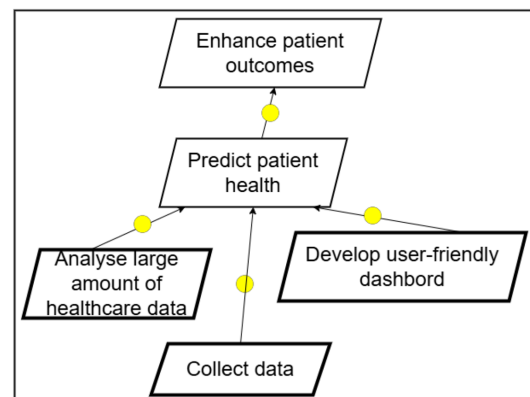 Enhance patient
outcomes
Predict patient
health
Analyse large
amount of
healthcare data
Develop user-friendly
dashbord
Collect data